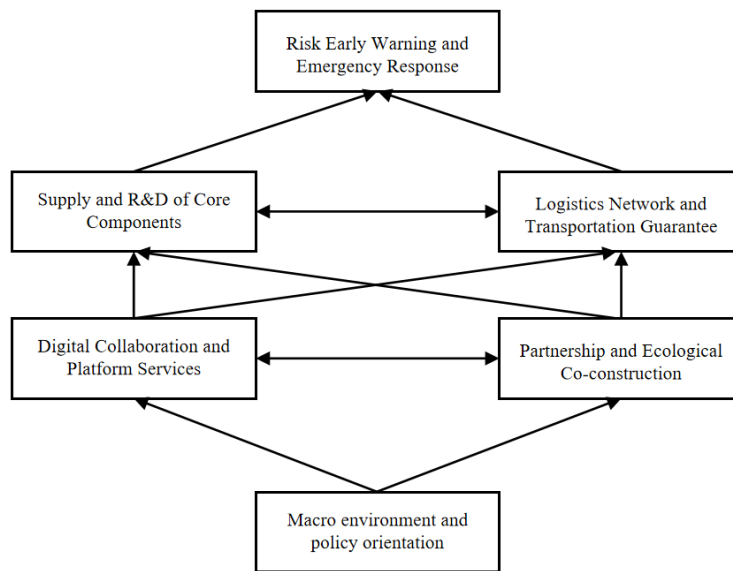 Risk Early Warning and
Emergency Response
Supply and R&D of Core
Components
Logistics Network and
Transportation Guarantee
Digital Collaboration and
Platform Services
Partnership and Ecological
Co-construction
Macro environment and
policy orientation